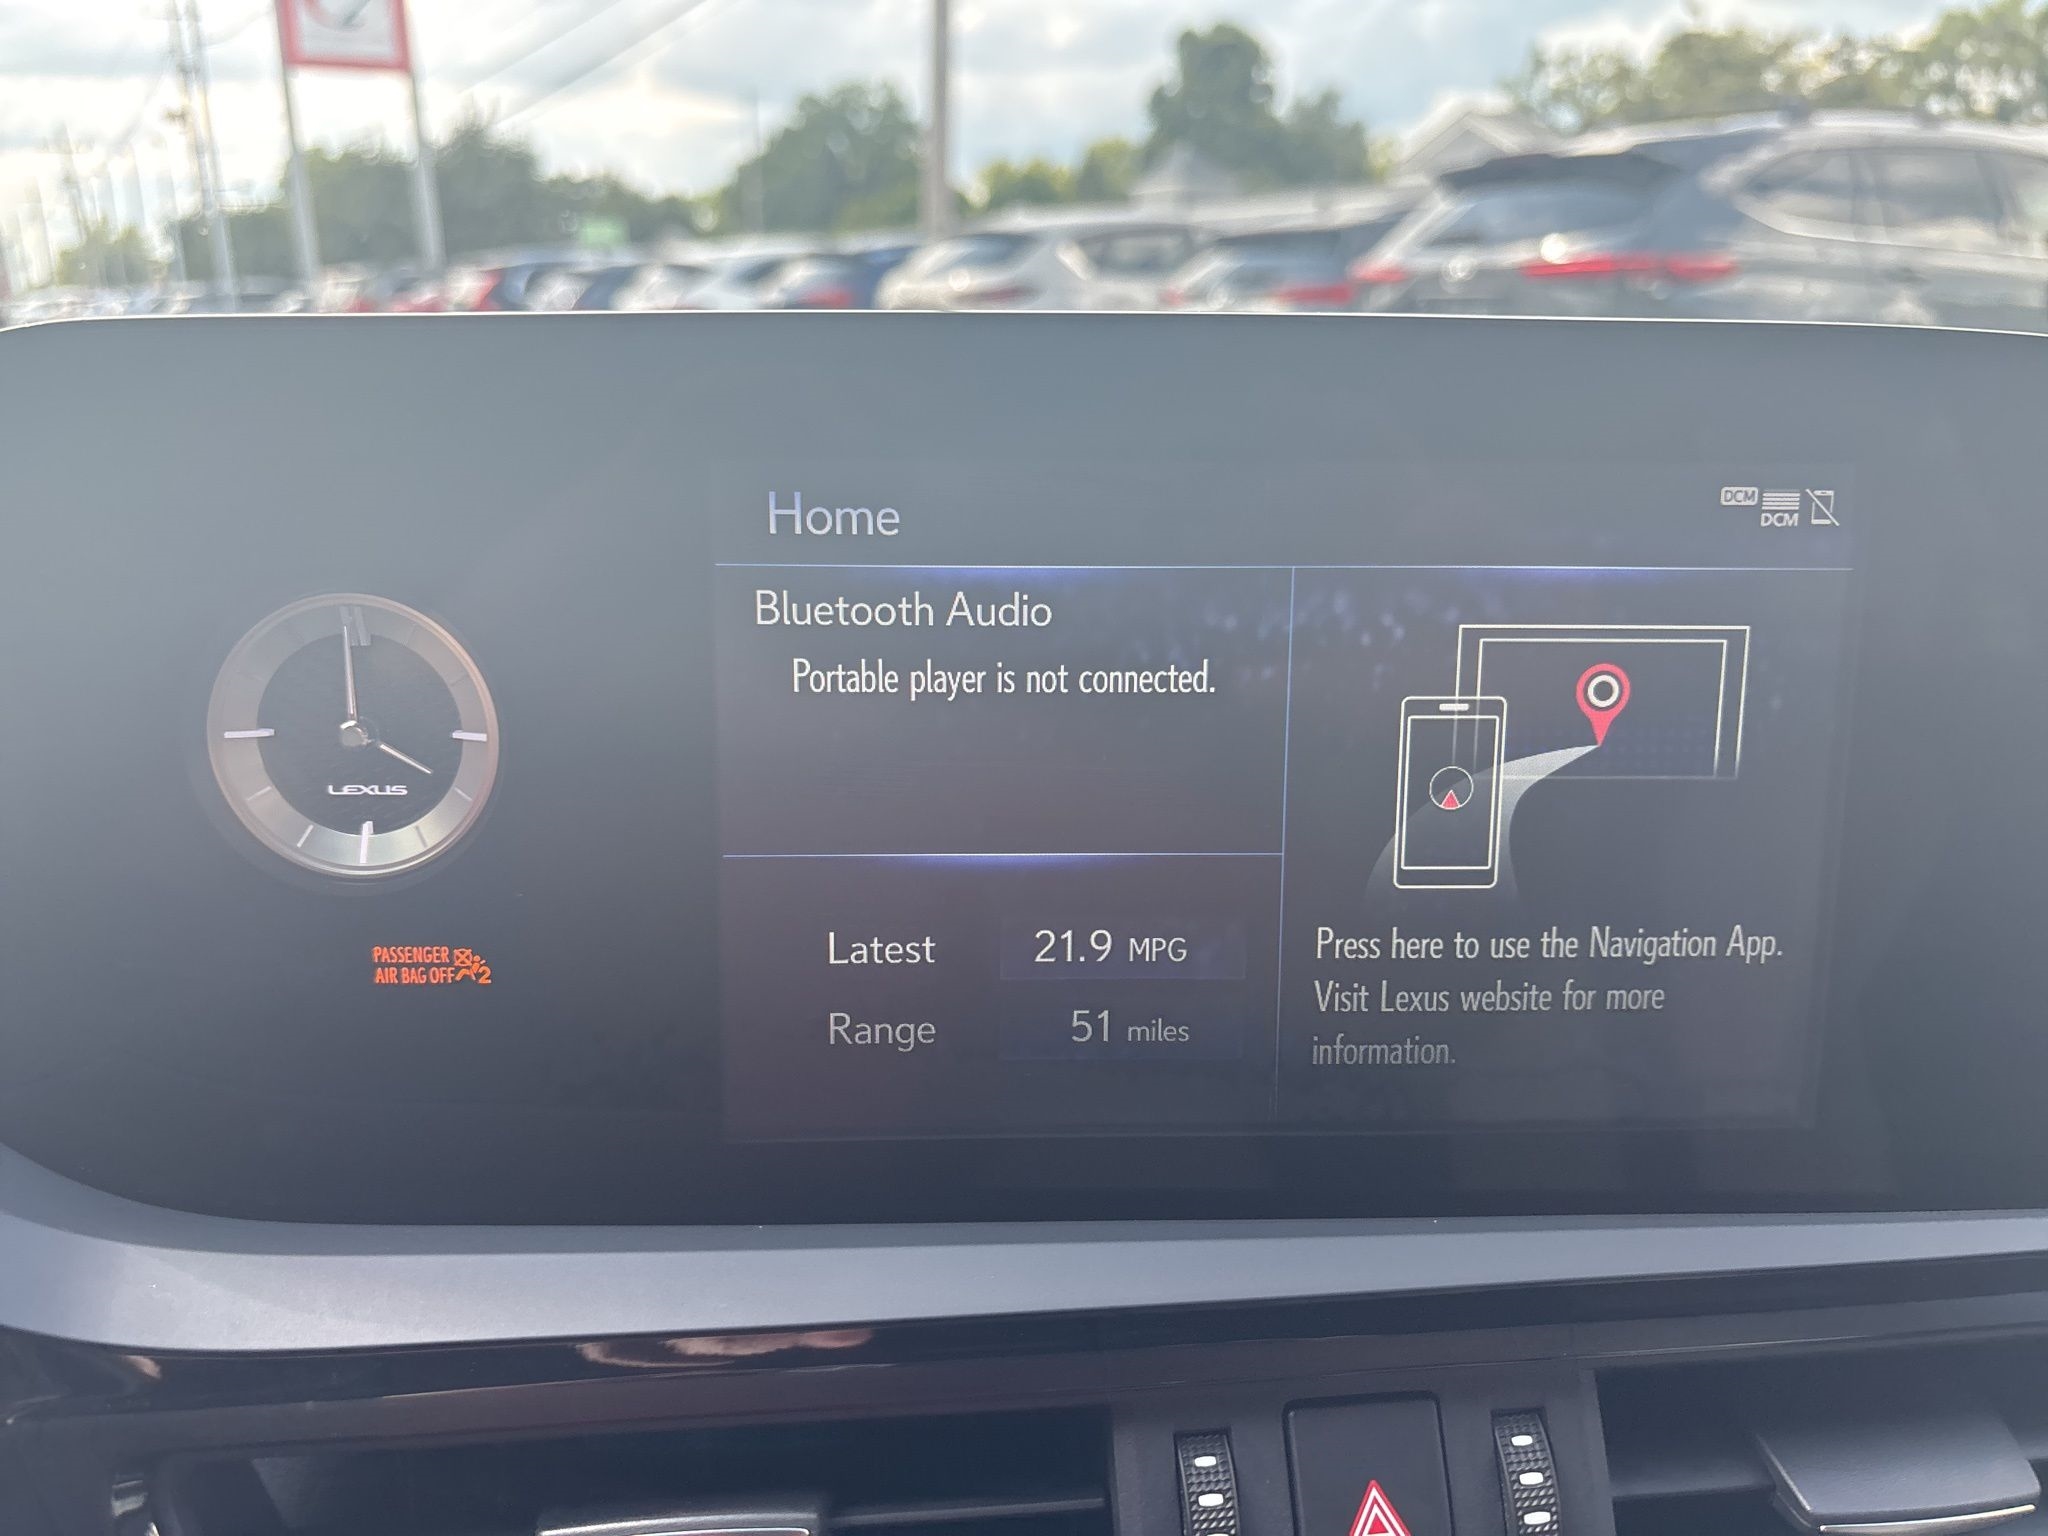 Home
DCM
DCM
Bluetooth Audio
Portable player is not connected.
LEXUS
PASSENGER
AIR BAG OFF 2
Latest 21.9 MPG
Range 51 miles
Press here to use the Navigation App.
Visit Lexus website for more
information.